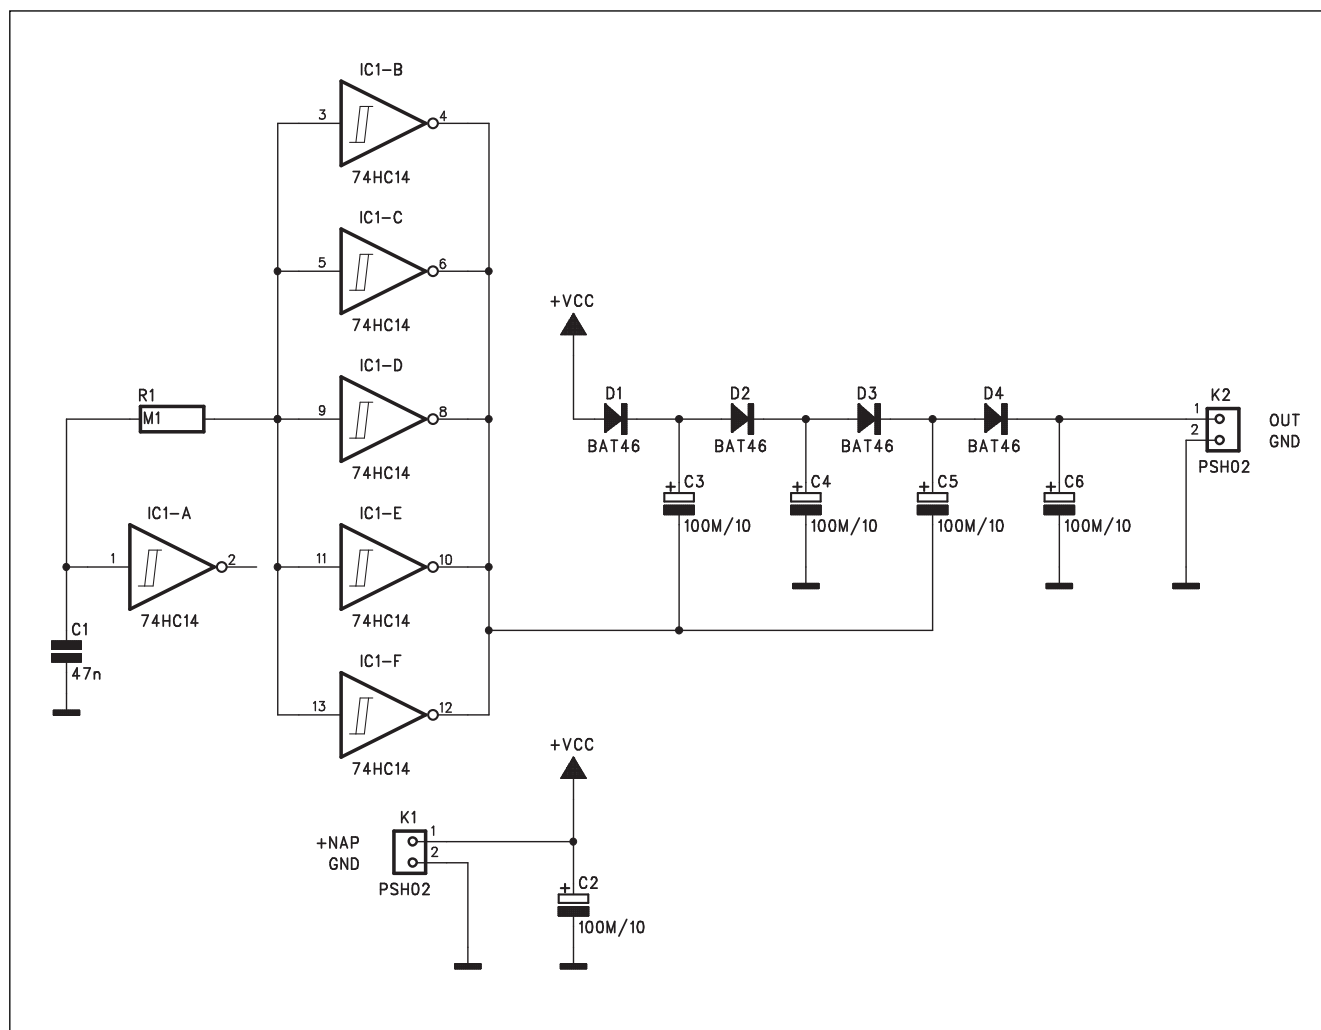 IC1-B
3
4
74HC14
IC1-C
5
6
74HC14
+VCC
IC1-D
R1
M1
9
8
74HC14
D1
BAT46
D2
BAT46
D3
BAT46
D4
BAT46
K2
1
2
OUT
GND
PSH02
C3
+
100M/10
C4
+
100M/10
C5
+
100M/10
C6
+
100M/10
IC1-A
1
2
74HC14
IC1-E
11
10
74HC14
C1
47n
IC1-F
13
12
74HC14
+VCC
K1
+NAP
GND
1
2
PSH02
C2
+
100M/10